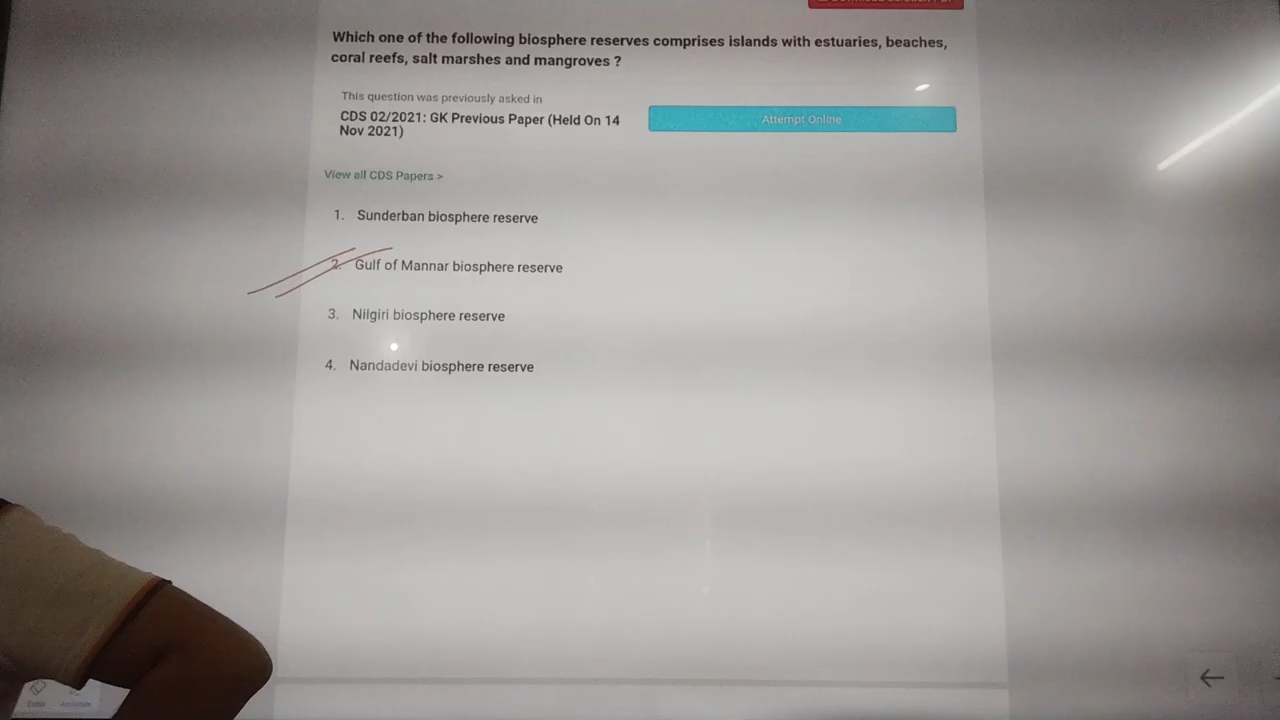 Which one of the following biosphere reserves comprises islands with estuaries, beaches,
coral reefs, salt marshes and mangroves ?
This question was previously asked in
CDS 02/2021: GK Previous Paper (Held On 14
Nov 2021)
Attempt Online
View all CDS Papers >
1. Sunderban biosphere reserve
2. Gulf of Mannar biosphere reserve
3. Nilgiri biosphere reserve
4. Nandadevi biosphere reserve